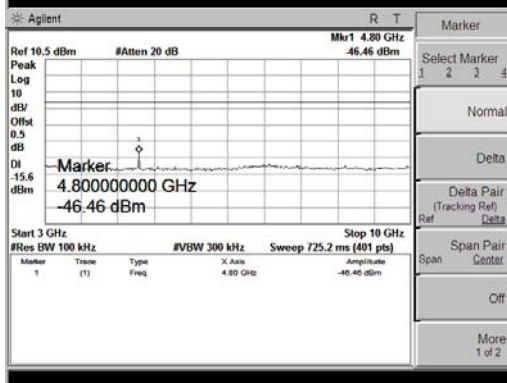 Agilent R T
Mkr1 4.80 GHz
Ref 10.5 dBm #Atten 20 dB -46.46 dBm
Peak
Log
10
dB/
Offst
0.5
dB
DI
-15.6
dBm
1
Marker
4.800000000 GHz
-46.46 dBm
Start 3 GHz Stop 10 GHz
#Res BW 100 kHz #VBW 300 kHz Sweep 725.2 ms (401 pts)
Marker Trace Type X Axis Amplitude
1 (1) Freq 4.80 GHz -46.46 dBm
Marker
Select Marker
1 2 3 4
Normal
Delta
Delta Pair
(Tracking Ref)
Ref Delta
Span Pair
Span Center
Off
More
1 of 2